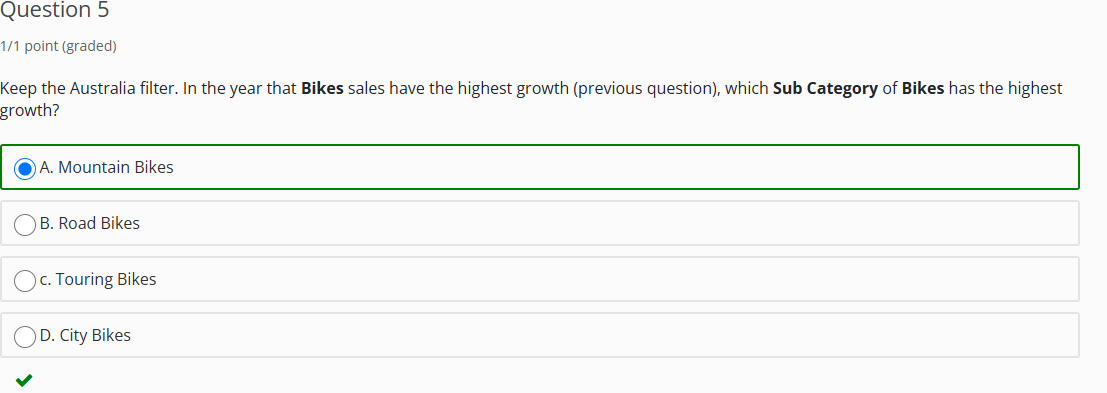 Question 5
1/1 point (graded)
Keep the Australia filter. In the year that Bikes sales have the highest growth (previous question), which Sub Category of Bikes has the highest
growth?
A. Mountain Bikes
B. Road Bikes
c. Touring Bikes
D. City Bikes